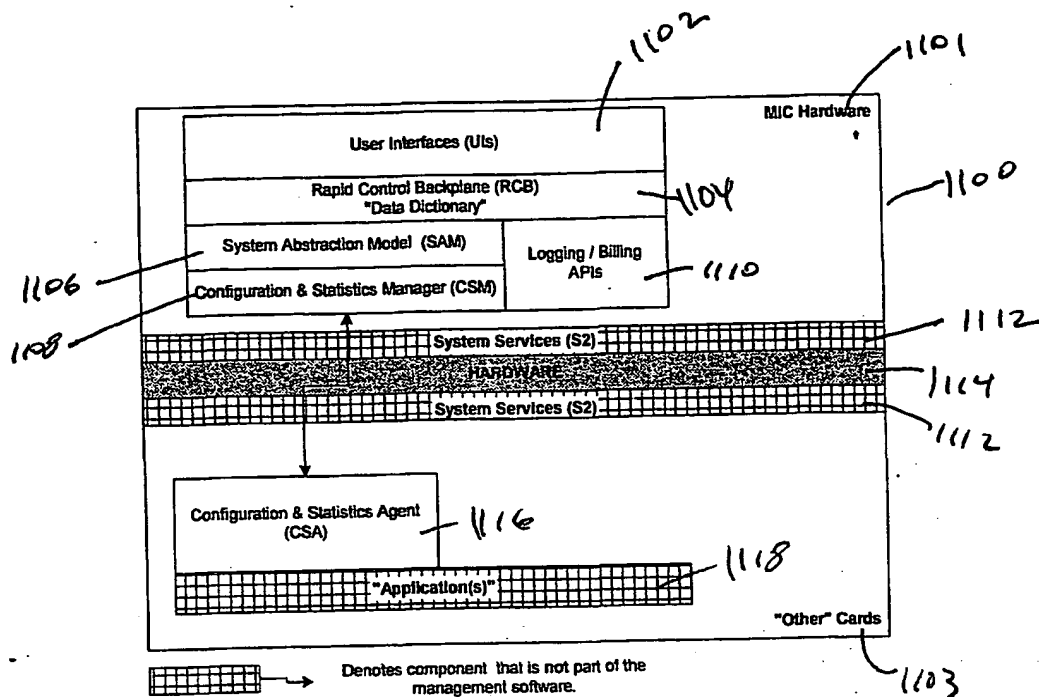 1102
1101
MIC Hardware
User Interfaces (UIs)
1100
Rapid Control Backplane (RCB)
"Data Dictionary"
1104
System Abstraction Model (SAM)
Logging / Billing
APIs
1106
1110
Configuration & Statistics Manager (CSM)
1108
System Services (S2)
1112
HARDWARE
1114
System Services (S2)
1112
Configuration & Statistics Agent
(CSA)
1116
"Application(s)"
1118
"Other" Cards
1103
Denotes component that is not part of the
management software.